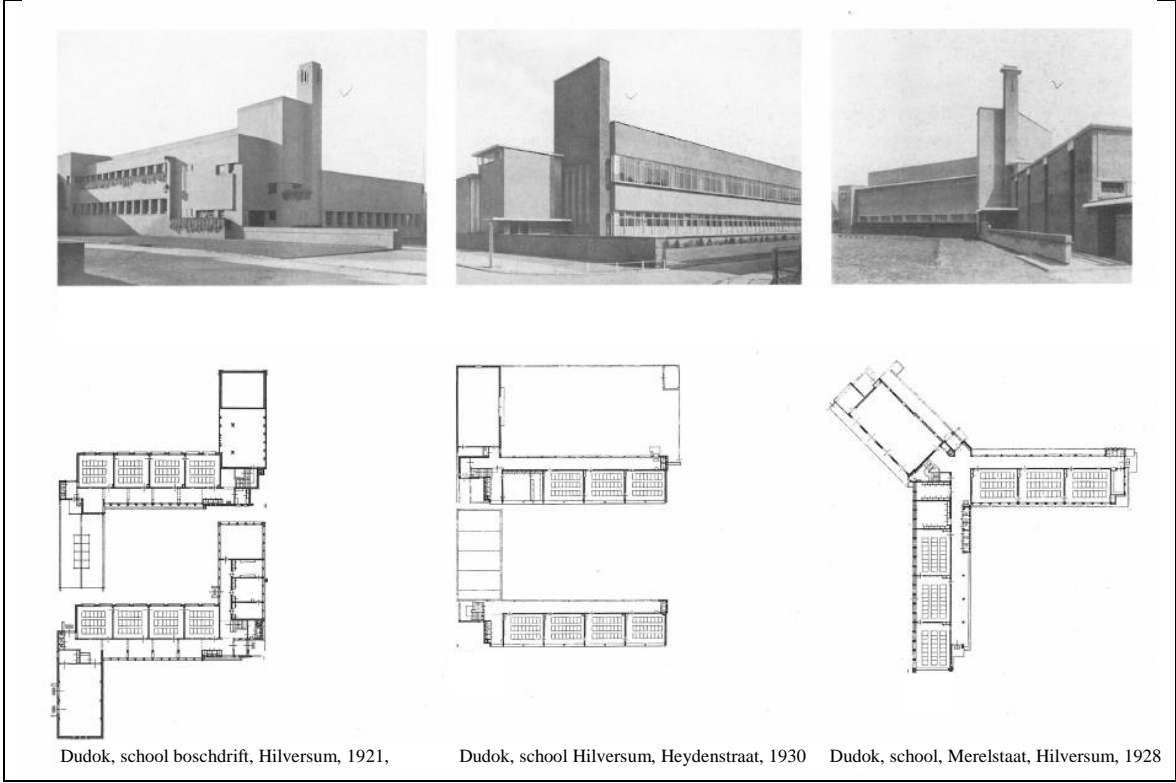 Dudok, school boschdrift, Hilversum, 1921,
Dudok, school Hilversum, Heydenstraat, 1930
Dudok, school, Merelstaat, Hilversum, 1928